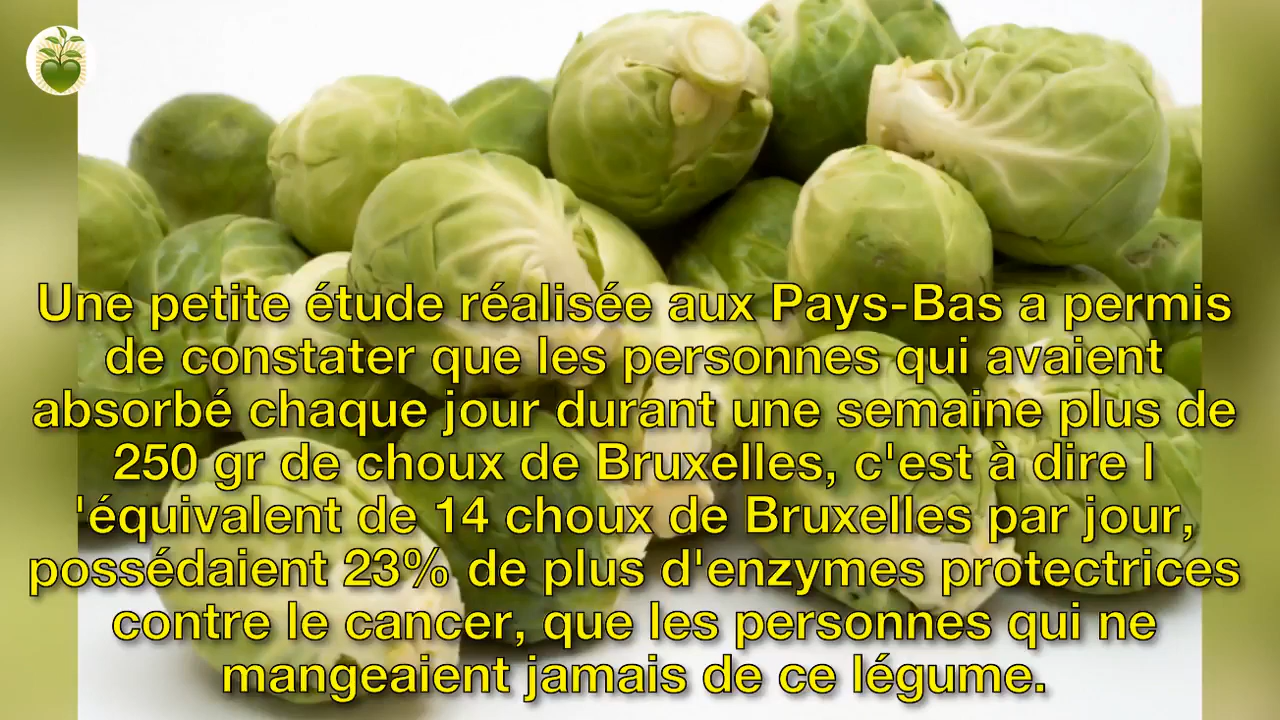 Une petite étude réalisée aux Pays-Bas a permis
de constater que les personnes qui avaient
absorbé chaque jour durant une semaine plus de
250 gr de choux de Bruxelles, c'est à dire l
'équivalent de 14 choux de Bruxelles par jour,
possédaient 23% de plus d'enzymes protectrices
contre le cancer, que les personnes qui ne
mangeaient jamais de ce légume.